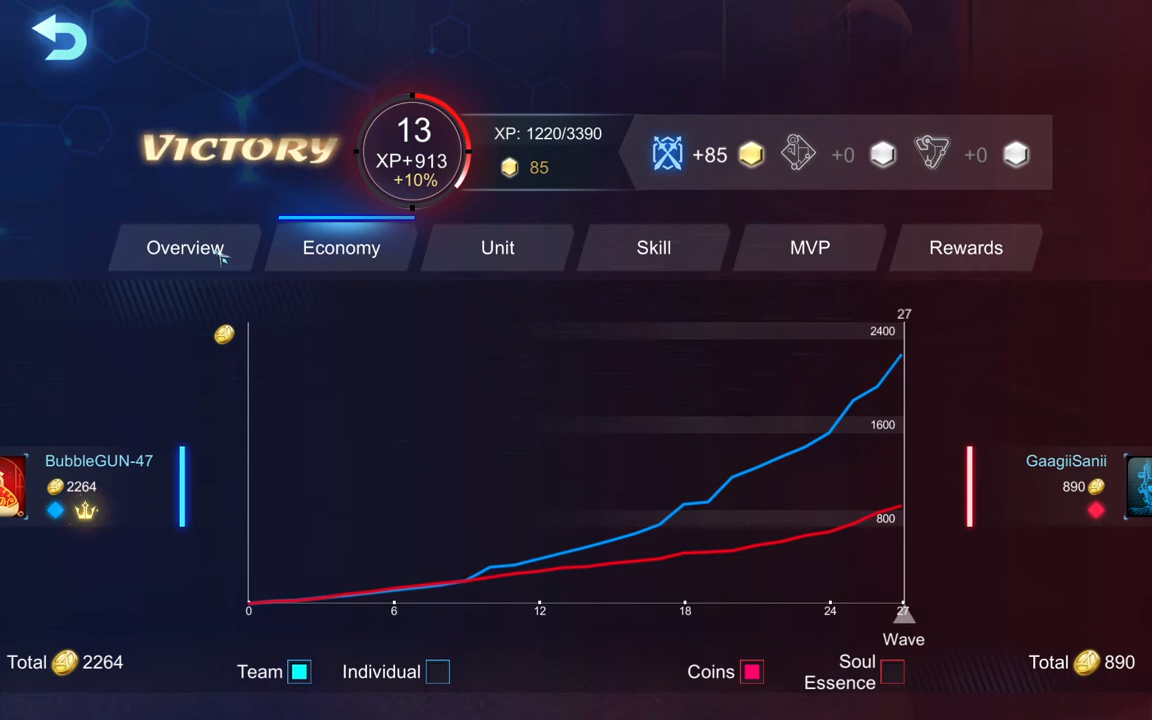 VICTORY
13
XP+913
+10%
XP: 1220/3390
85
+85
+0
+0
Overview
Economy
Unit
Skill
MVP
Rewards
27
2400
1600
800
BubbleGUN-47
2264
GaagiiSanii
890
0
6
12
18
24
27
Wave
Total 2264
Team
Individual
Coins
Soul
Essence
Total 890